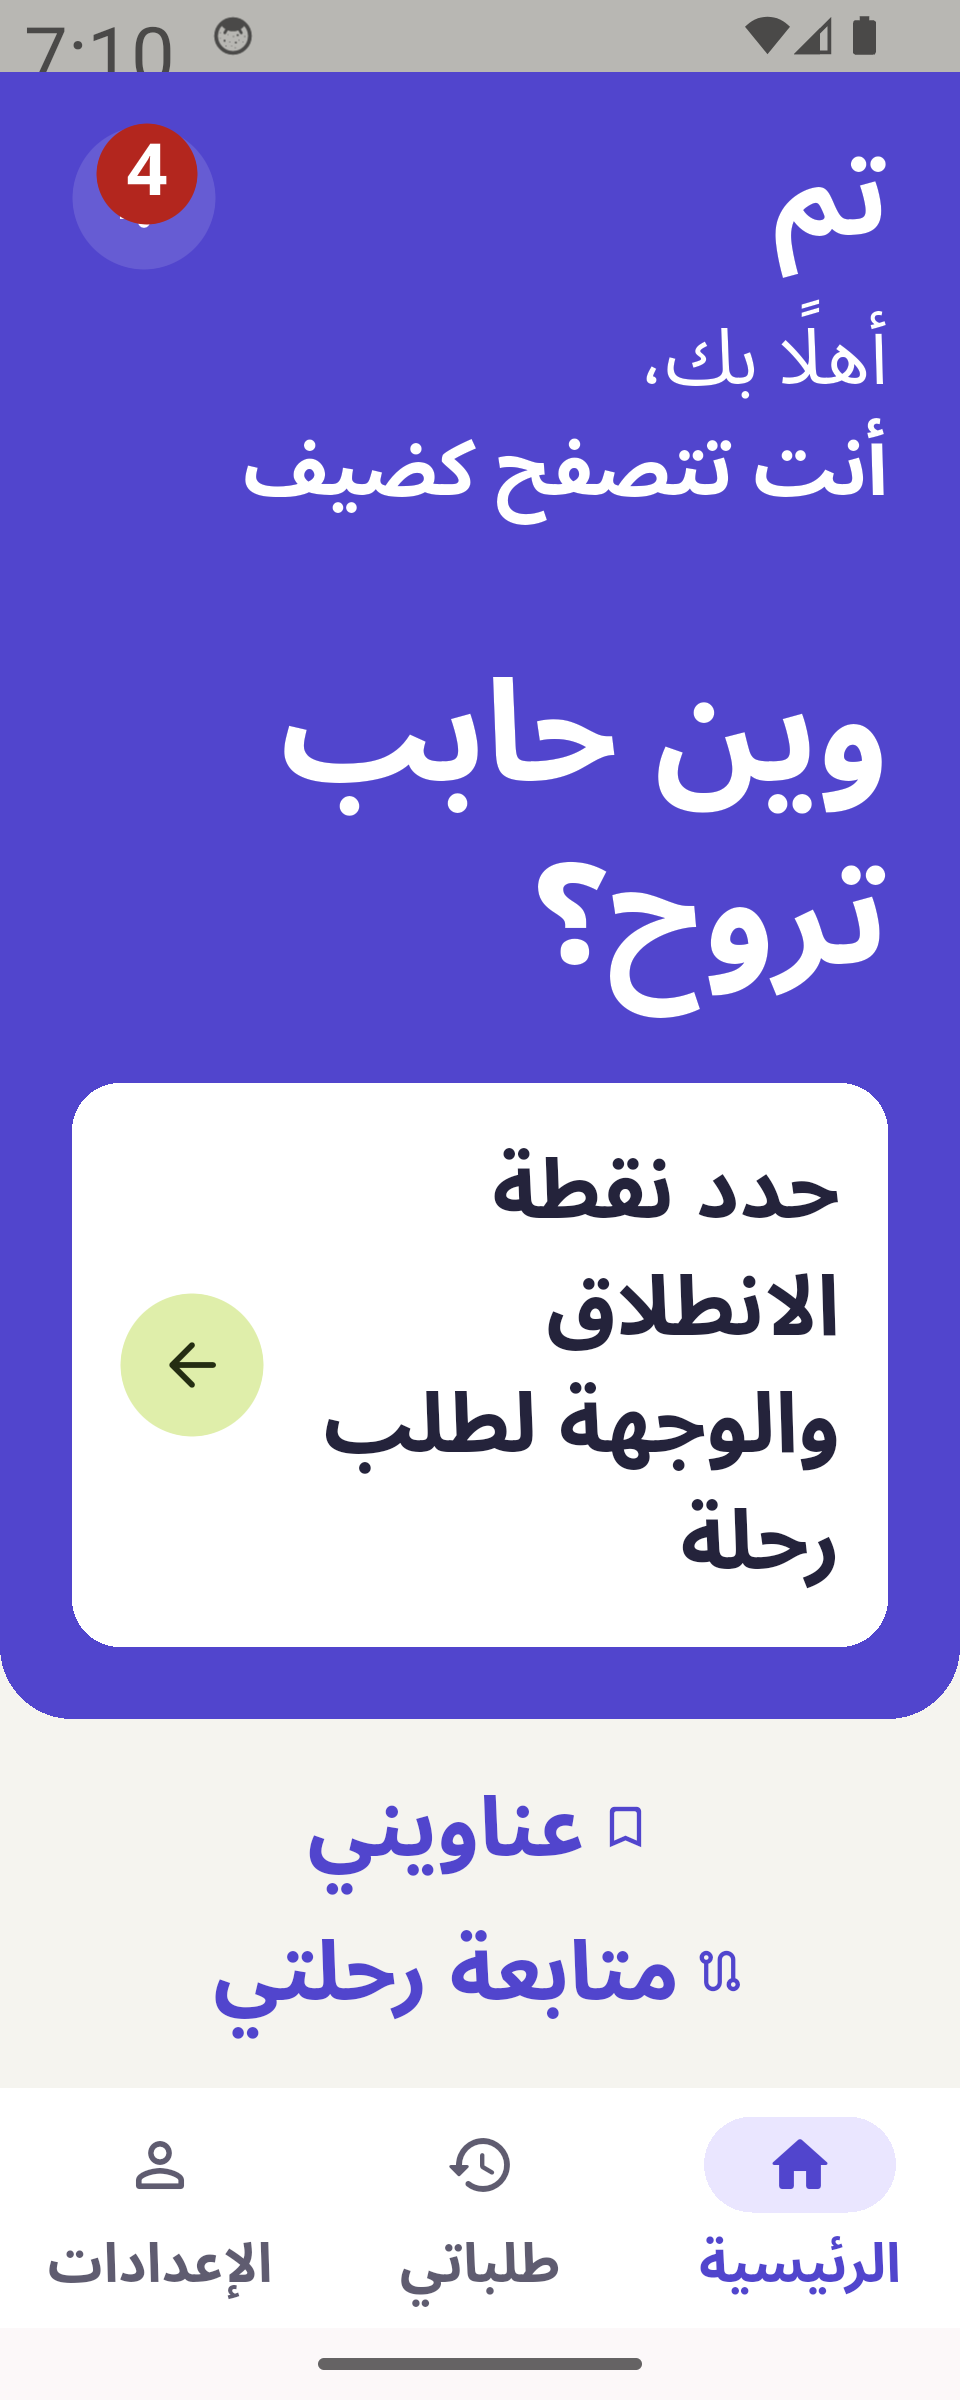 7:10
تم
4
أهلًا بك،
أنت تتصفح كضيف
وين حابب
تروح؟
حدد نقطة
الانطلاق
والوجهة لطلب
رحلة
عناويني
متابعة رحلتي
الرئيسية
طلباتي
الإعدادات